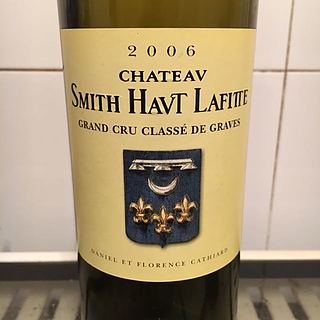 2006
CHATEAV
SMITH HAVT LAFITTE
GRAND CRU CLASSÉ DE GRAVES
DANIEL ET FLORENCE CATHIARD